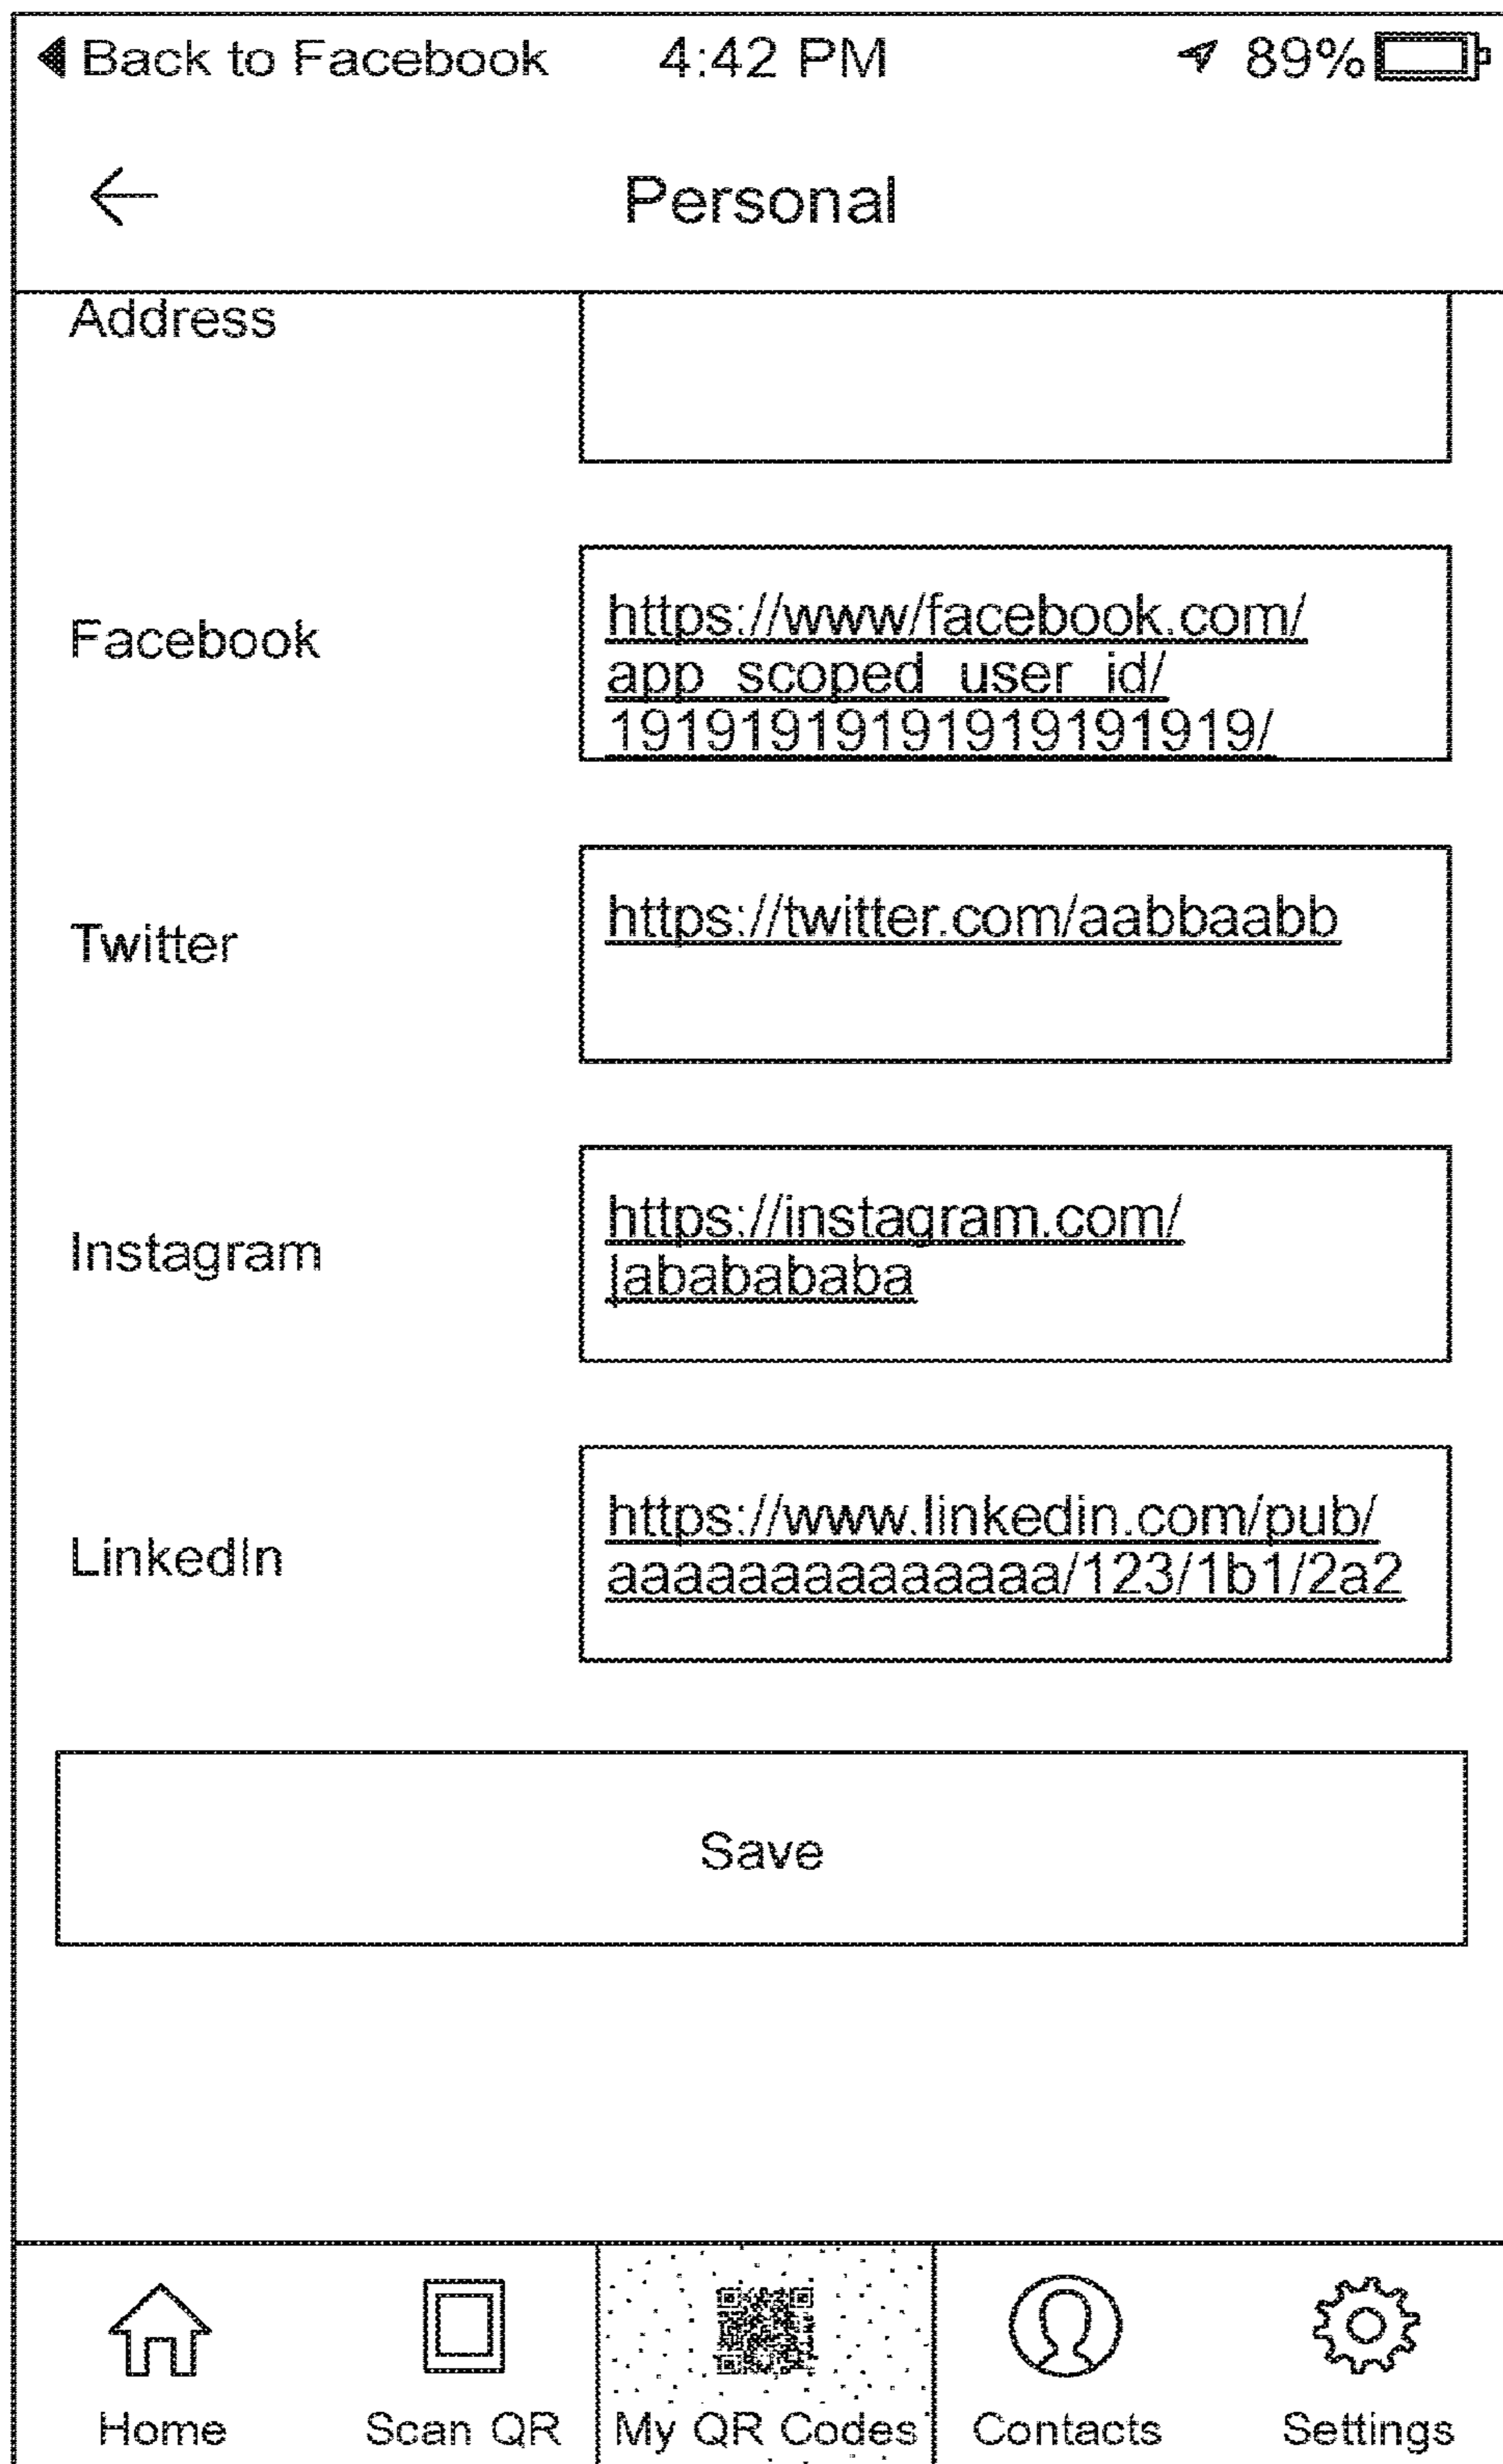 Back to Facebook 4:42 PM 89%
Personal
Address
Facebook
https://www/facebook.com/
app_scoped_user_id/
19191919191919191919/
Twitter
https://twitter.com/aabbaabb
Instagram
https://instagram.com/
|ababababa
LinkedIn
https://www.linkedin.com/pub/
aaaaaaaaaaaaaa/123/1b1/2a2
Save
Home Scan QR My QR Codes Contacts Settings